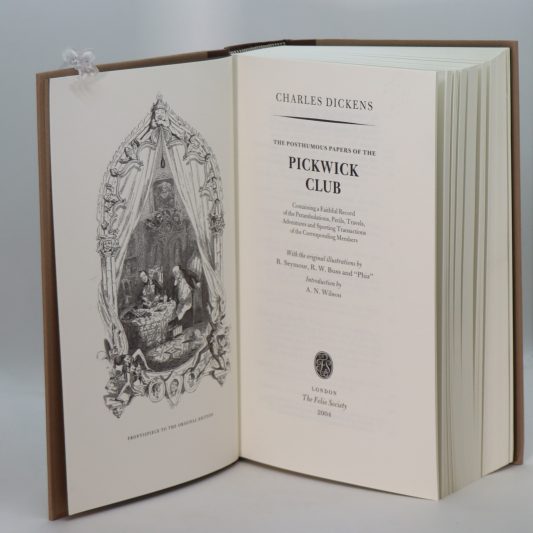 FRONTISPIECE TO THE ORIGINAL EDITION
CHARLES DICKENS
THE POSTHUMOUS PAPERS OF THE
PICKWICK
CLUB
Containing a Faithful Record
of the Perambulations, Perils, Travels,
Adventures and Sporting Transactions
of the Corresponding Members
With the original illustrations by
R. Seymour, R. W. Buss and "Phiz"
Introduction by
A. N. Wilson
LONDON
The Folio Society
2004